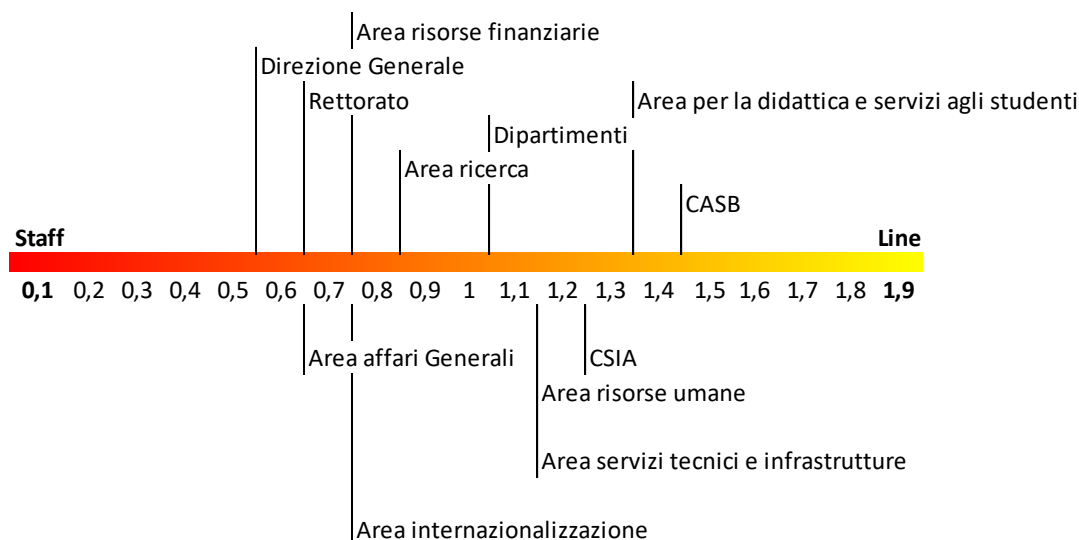 Area risorse finanziarie
Direzione Generale
Rettorato
Area per la didattica e servizi agli studenti
Dipartimenti
Area ricerca
CASB
Staff Line
0,1 0,2 0,3 0,4 0,5 0,6 0,7 0,8 0,9 1 1,1 1,2 1,3 1,4 1,5 1,6 1,7 1,8 1,9
Area affari Generali CSIA
Area risorse umane
Area servizi tecnici e infrastrutture
Area internazionalizzazione